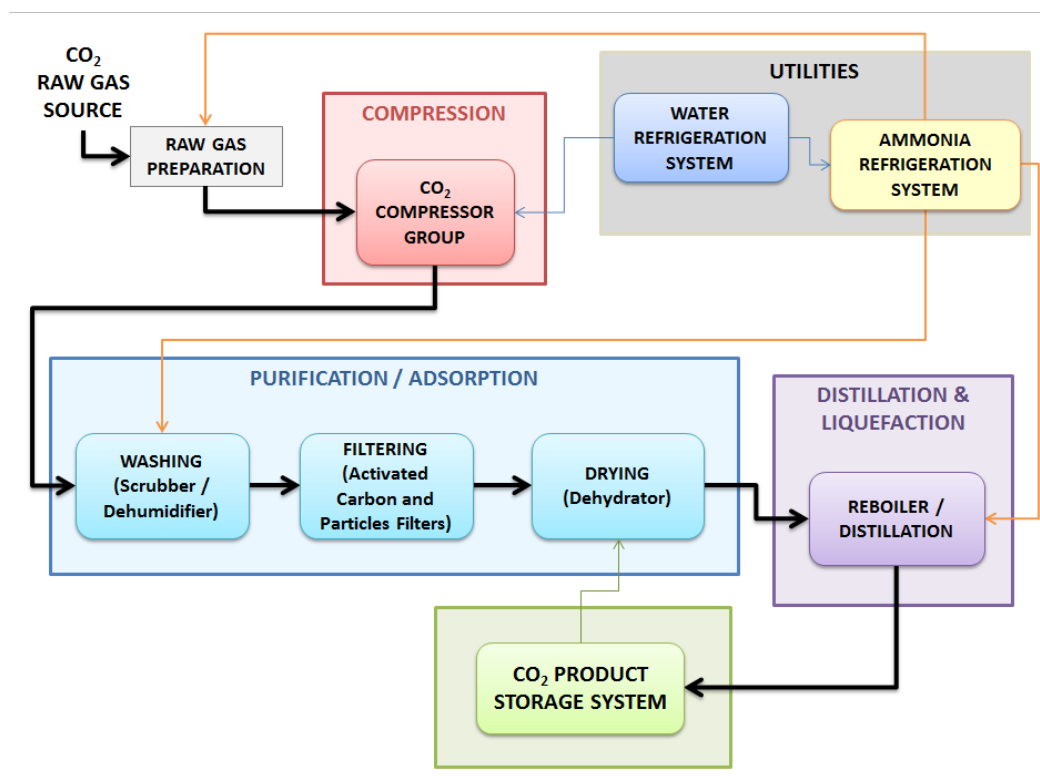 CO₂
RAW GAS
SOURCE
RAW GAS
PREPARATION
COMPRESSION
CO₂
COMPRESSOR
GROUP
UTILITIES
WATER
REFRIGERATION
SYSTEM
AMMONIA
REFRIGERATION
SYSTEM
PURIFICATION / ADSORPTION
WASHING
(Scrubber /
Dehumidifier)
FILTERING
(Activated
Carbon and
Particles Filters)
DRYING
(Dehydrator)
DISTILLATION &
LIQUEFACTION
REBOILER /
DISTILLATION
CO₂ PRODUCT
STORAGE SYSTEM